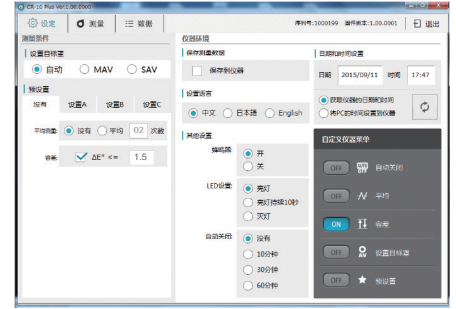 CR-10 Plus Ver1.00.0000
设定
测量
数据
序列号:1000199 固件版本:1.00.0001
退出
测量条件
设置目标罩
自动
MAV
SAV
预设置
没有
设置A
设置B
设置C
平均测量:
没有
平均
02
次数
容差:
ΔE* <=
1.5
仪器环境
保存测量数据
保存到仪器
设置语言
中文
日本語
English
其他设置
蜂鸣器:
开
关
LED设置:
亮灯
亮灯持续10秒
灭灯
自动关闭:
没有
10分钟
30分钟
60分钟
日期和时间设置
日期
2015/09/11
时间
17:47
获取仪器的日期和时间
将PC的时间设置到仪器
自定义仪器菜单
OFF
自动关闭
OFF
平均
ON
容差
OFF
AV
设置目标罩
OFF
预设置